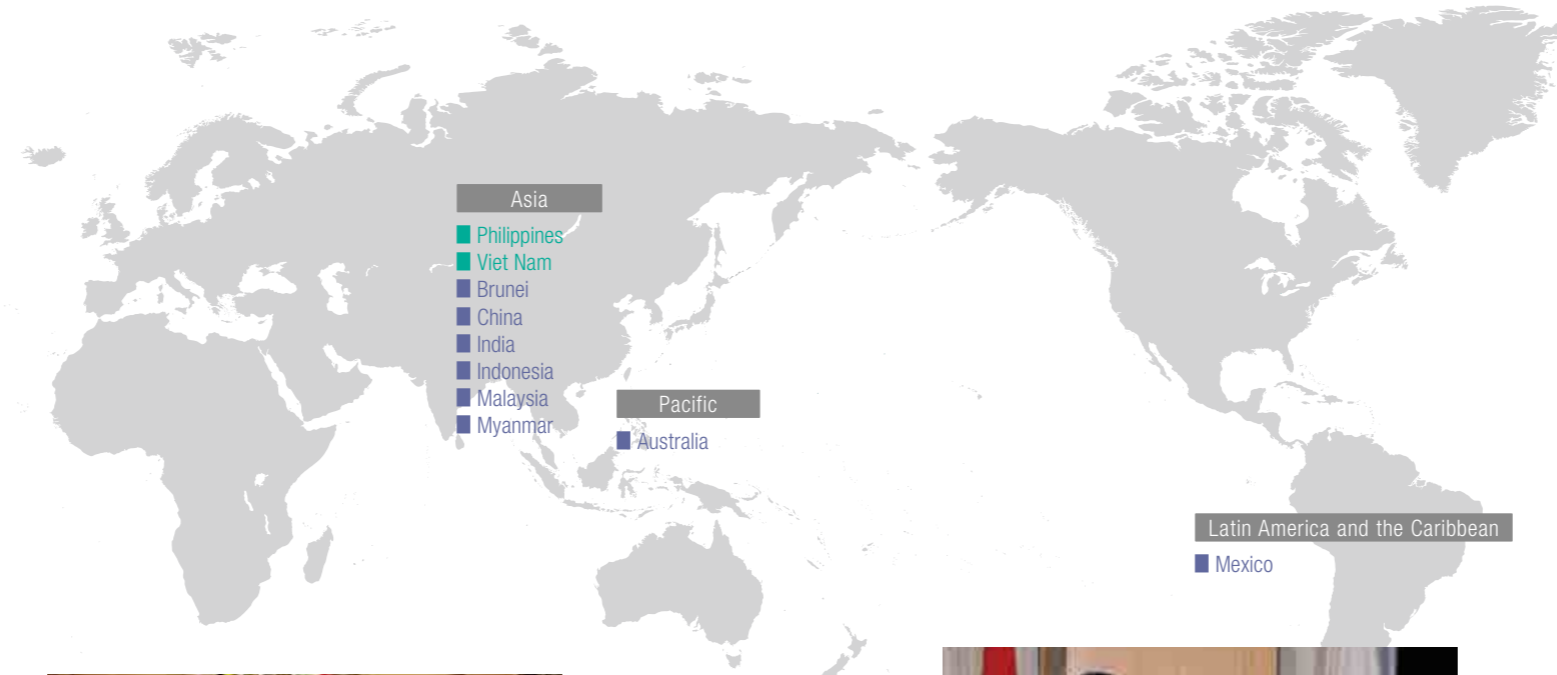 Asia
Philippines
Viet Nam
Brunei
China
India
Indonesia
Malaysia
Myanmar
Pacific
Australia
Latin America and the Caribbean
Mexico